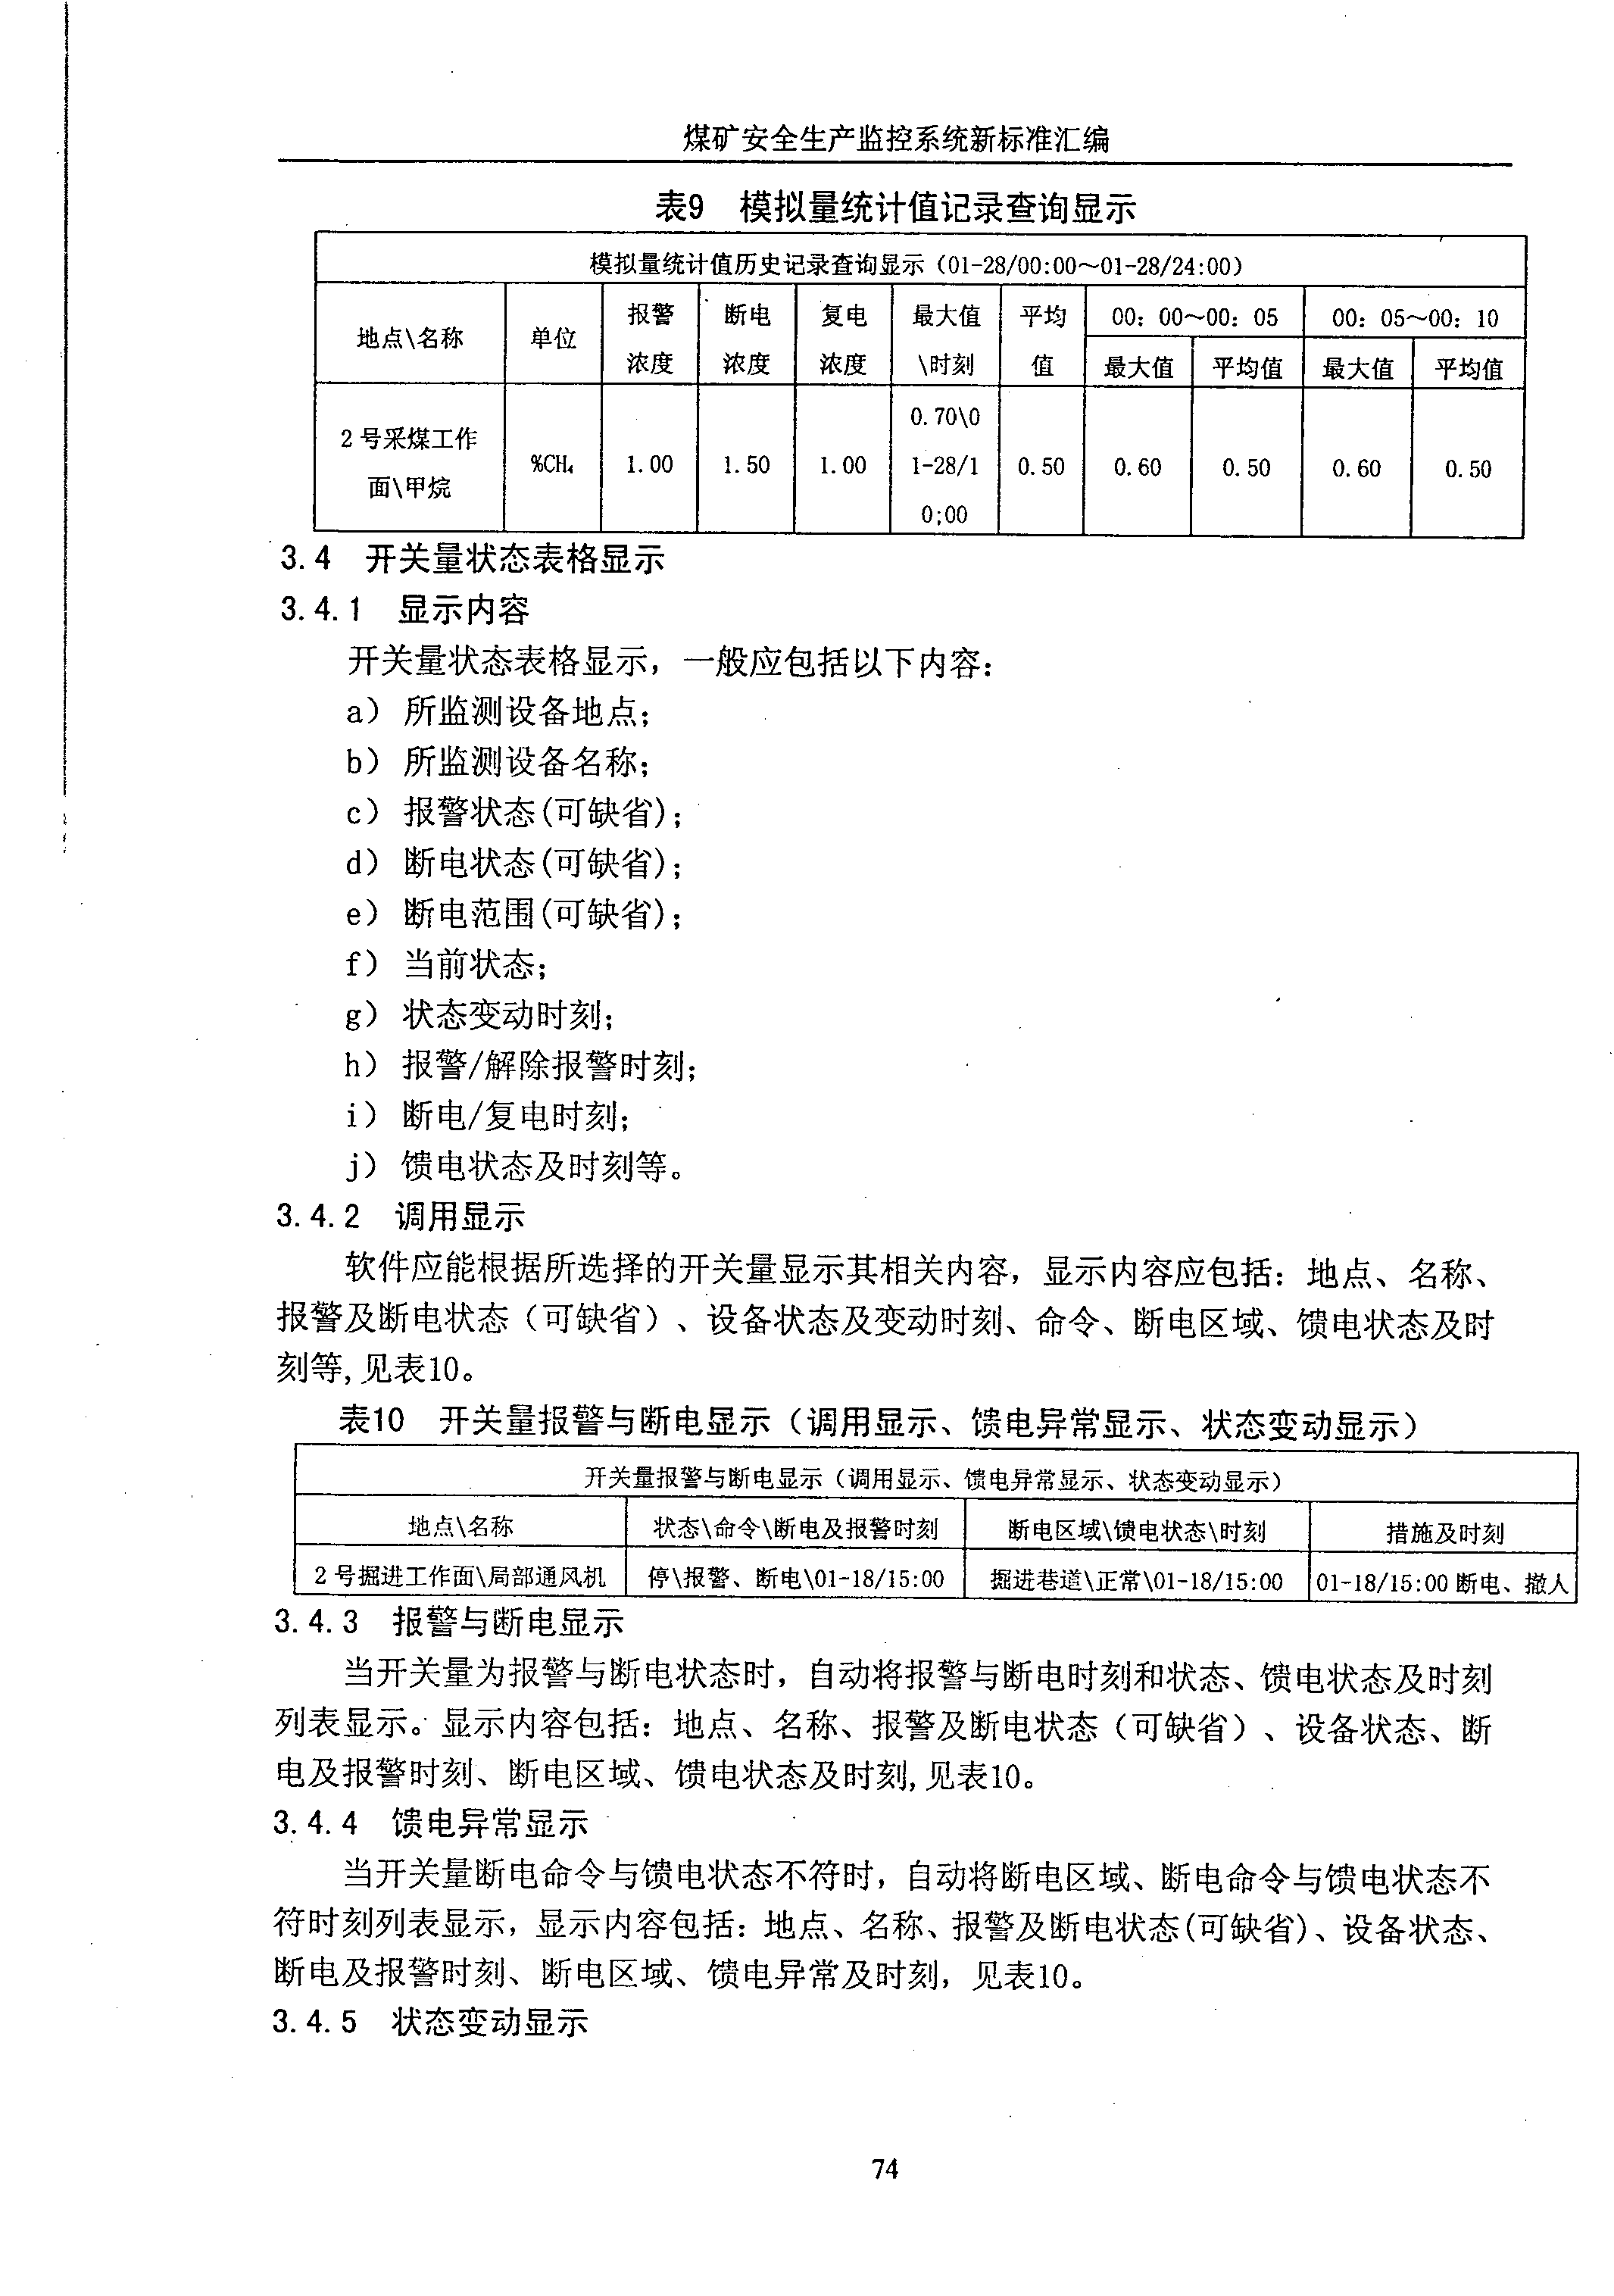 煤矿安全生产监控系统新标准汇编
表9 模拟量统计值记录查询显示
模拟量统计值历史记录查询显示（01-28/00:00～01-28/24:00）
地点\名称 单位 报警浓度 断电浓度 复电浓度 最大值\时刻 平均值 00：00～00：05 00：05～00：10
最大值 平均值 最大值 平均值
2号采煤工作面\甲烷 %CH₄ 1.00 1.50 1.00 0.70\01-28/10;00 0.50 0.60 0.50 0.60 0.50
3.4 开关量状态表格显示
3.4.1 显示内容
开关量状态表格显示，一般应包括以下内容：
a）所监测设备地点；
b）所监测设备名称；
c）报警状态(可缺省)；
d）断电状态(可缺省)；
e）断电范围(可缺省)；
f）当前状态；
g）状态变动时刻；
h）报警/解除报警时刻；
i）断电/复电时刻；
j）馈电状态及时刻等。
3.4.2 调用显示
软件应能根据所选择的开关量显示其相关内容，显示内容应包括：地点、名称、
报警及断电状态（可缺省）、设备状态及变动时刻、命令、断电区域、馈电状态及时
刻等,见表10。
表10 开关量报警与断电显示（调用显示、馈电异常显示、状态变动显示）
开关量报警与断电显示（调用显示、馈电异常显示、状态变动显示）
地点\名称 状态\命令\断电及报警时刻 断电区域\馈电状态\时刻 措施及时刻
2号掘进工作面\局部通风机 停\报警、断电\01-18/15:00 掘进巷道\正常\01-18/15:00 01-18/15:00断电、撤人
3.4.3 报警与断电显示
当开关量为报警与断电状态时，自动将报警与断电时刻和状态、馈电状态及时刻
列表显示。显示内容包括：地点、名称、报警及断电状态（可缺省）、设备状态、断
电及报警时刻、断电区域、馈电状态及时刻,见表10。
3.4.4 馈电异常显示
当开关量断电命令与馈电状态不符时，自动将断电区域、断电命令与馈电状态不
符时刻列表显示，显示内容包括：地点、名称、报警及断电状态(可缺省)、设备状态、
断电及报警时刻、断电区域、馈电异常及时刻，见表10。
3.4.5 状态变动显示
74